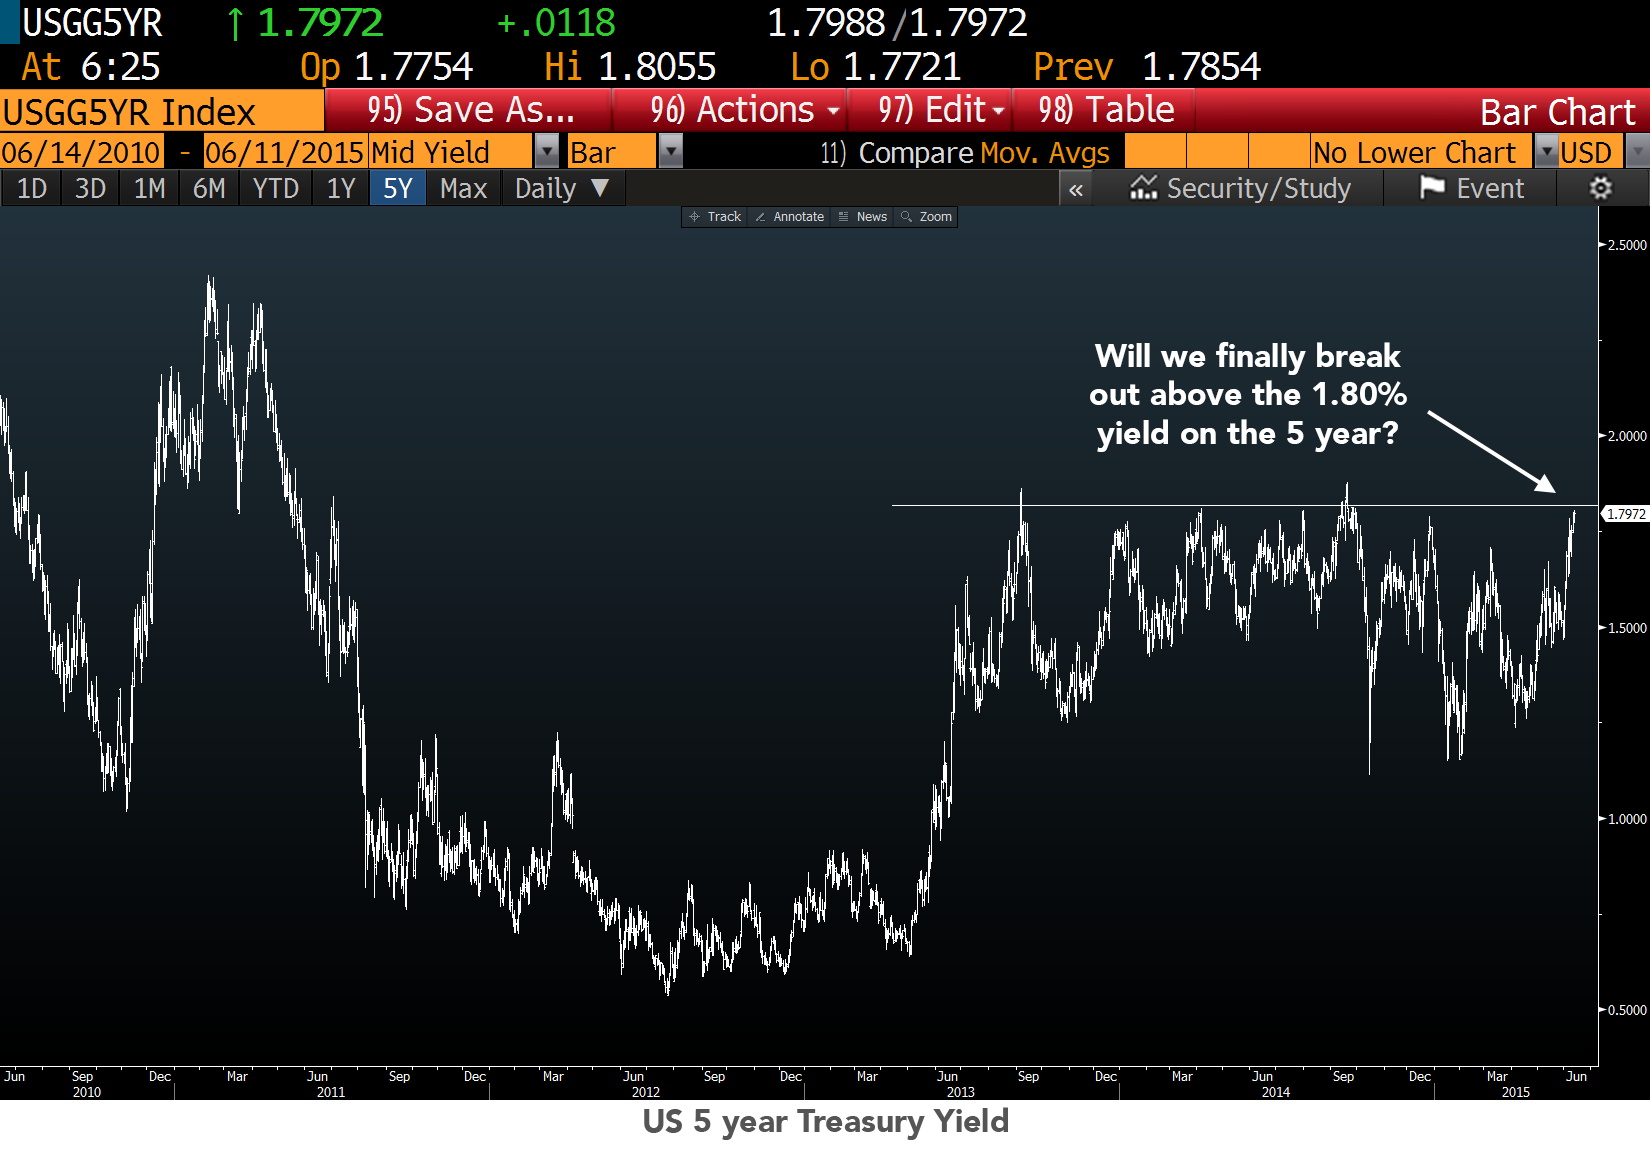 USGG5YR ↑ 1.7972 +.0118 1.7988/1.7972
At 6:25 Op 1.7754 Hi 1.8055 Lo 1.7721 Prev 1.7854
USGG5YR Index 95) Save As... 96) Actions 97) Edit 98) Table Bar Chart
06/14/2010 - 06/11/2015 Mid Yield Bar 11) Compare Mov. Avgs No Lower Chart USD
1D 3D 1M 6M YTD 1Y 5Y Max Daily ▼ « Security/Study Event
Track Annotate News Zoom
2.5000
Will we finally break
out above the 1.80%
yield on the 5 year?
2.0000
1.7972
1.5000
1.0000
0.5000
Jun Sep Dec Mar Jun Sep Dec Mar Jun Sep Dec Mar Jun Sep Dec Mar Jun Sep Dec Mar Jun
2010 2011 2012 2013 2014 2015
US 5 year Treasury Yield